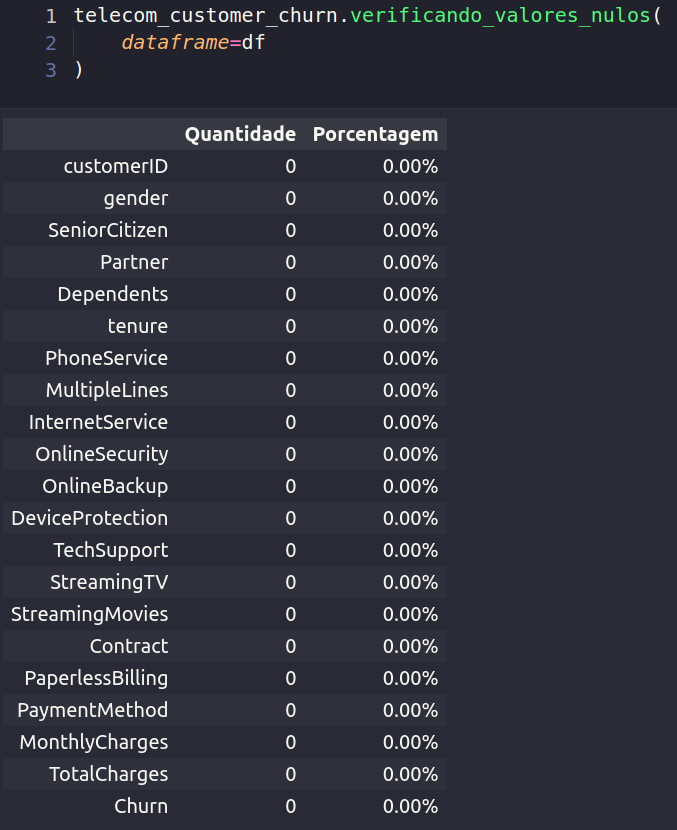 1 telecom_customer_churn.verificando_valores_nulos(
2 dataframe=df
3 )
Quantidade Porcentagem
customerID 0 0.00%
gender 0 0.00%
SeniorCitizen 0 0.00%
Partner 0 0.00%
Dependents 0 0.00%
tenure 0 0.00%
PhoneService 0 0.00%
MultipleLines 0 0.00%
InternetService 0 0.00%
OnlineSecurity 0 0.00%
OnlineBackup 0 0.00%
DeviceProtection 0 0.00%
TechSupport 0 0.00%
StreamingTV 0 0.00%
StreamingMovies 0 0.00%
Contract 0 0.00%
PaperlessBilling 0 0.00%
PaymentMethod 0 0.00%
MonthlyCharges 0 0.00%
TotalCharges 0 0.00%
Churn 0 0.00%